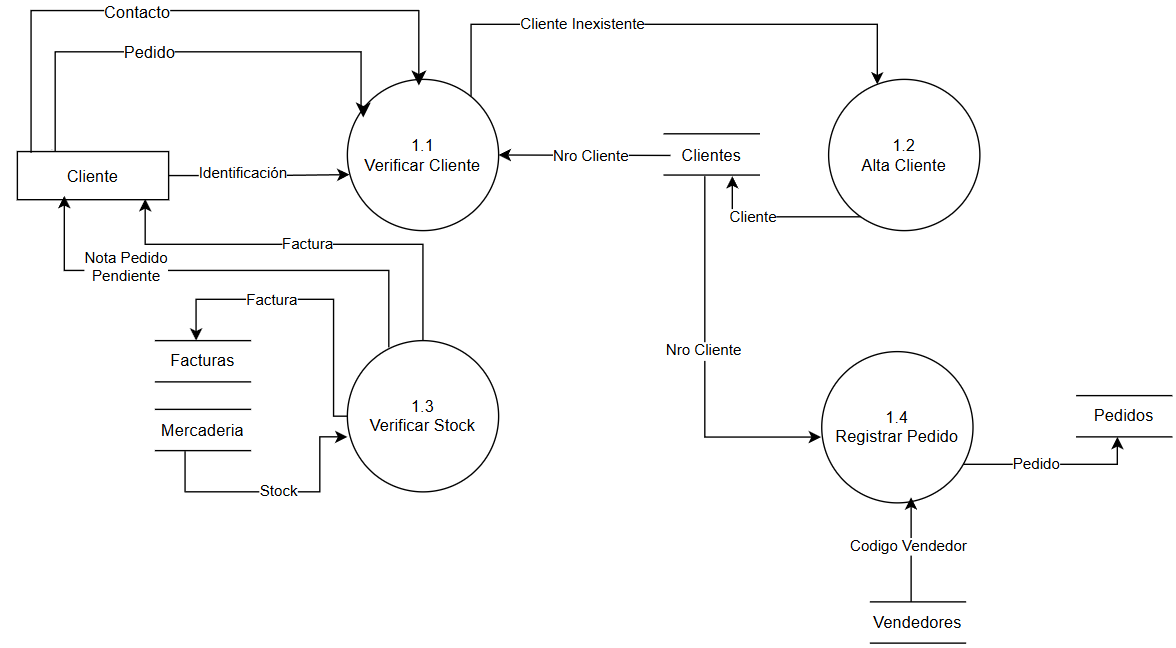 Contacto
Cliente Inexistente
Pedido
1.1
Verificar Cliente
1.2
Alta Cliente
Nro Cliente
Clientes
Cliente
Identificación
Cliente
Factura
Nota Pedido
Pendiente
Factura
Facturas
Nro Cliente
1.3
Verificar Stock
Mercaderia
1.4
Registrar Pedido
Pedidos
Pedido
Stock
Codigo Vendedor
Vendedores